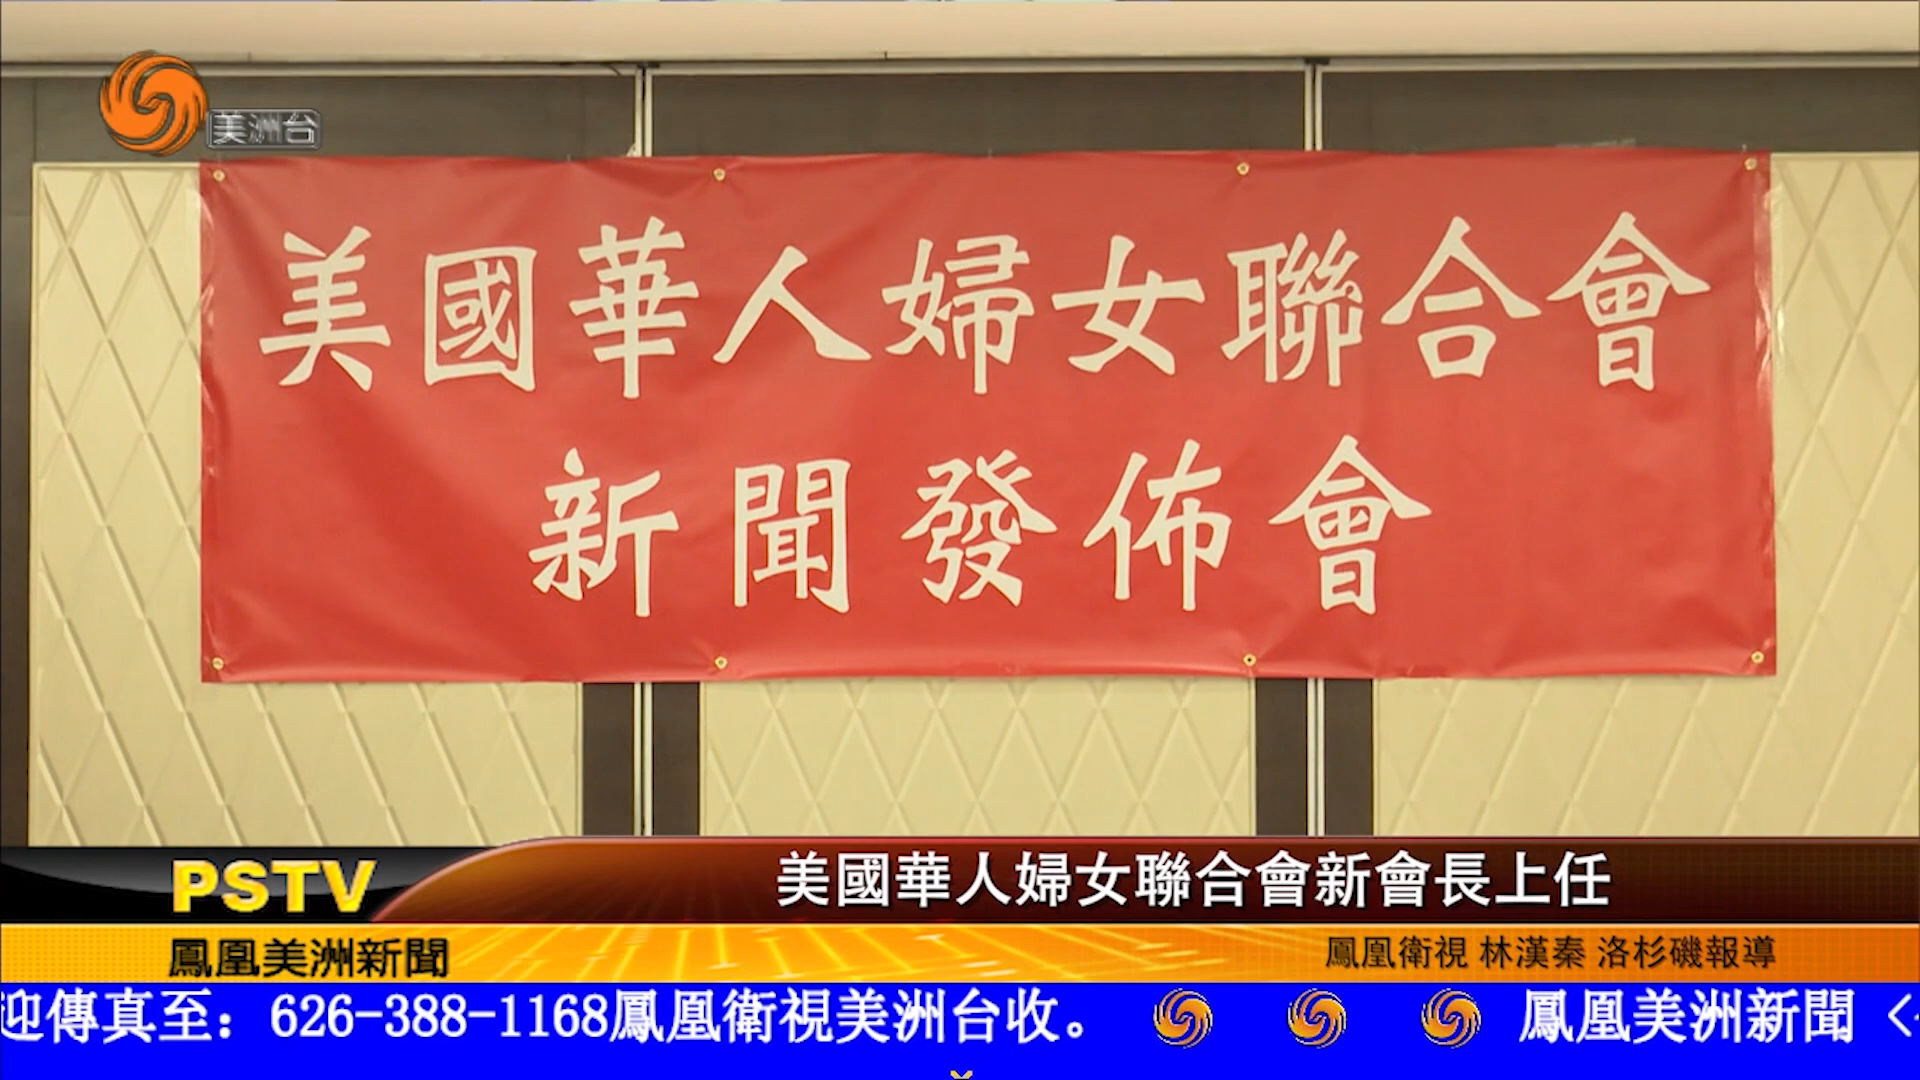 美洲台
美國華人婦女聯合會
新聞發佈會
PSTV
美國華人婦女聯合會新會長上任
鳳凰美洲新聞
鳳凰衛視 林漢秦 洛杉磯報導
迎傳真至：626-388-1168鳳凰衛視美洲台收。 鳳凰美洲新聞